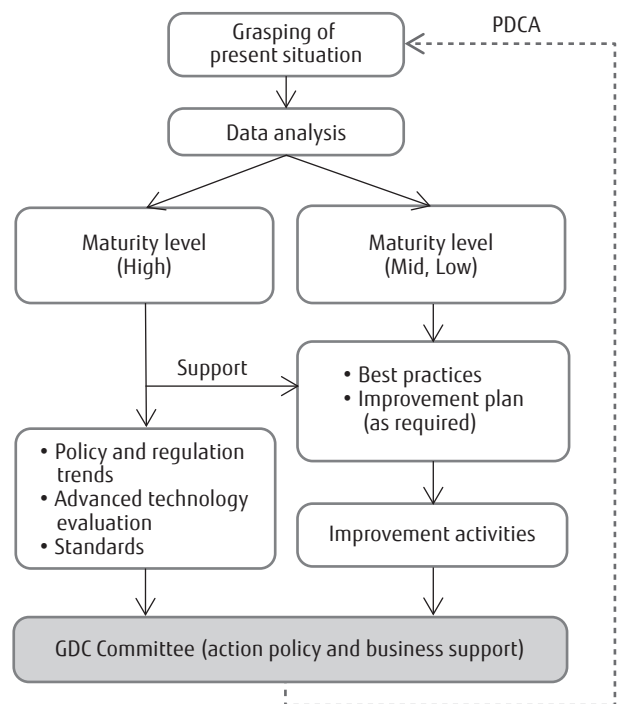 PDCA
Grasping of
present situation
Data analysis
Maturity level
(High)
Maturity level
(Mid, Low)
Support
• Best practices
• Improvement plan
(as required)
• Policy and regulation
trends
• Advanced technology
evaluation
• Standards
Improvement activities
GDC Committee (action policy and business support)